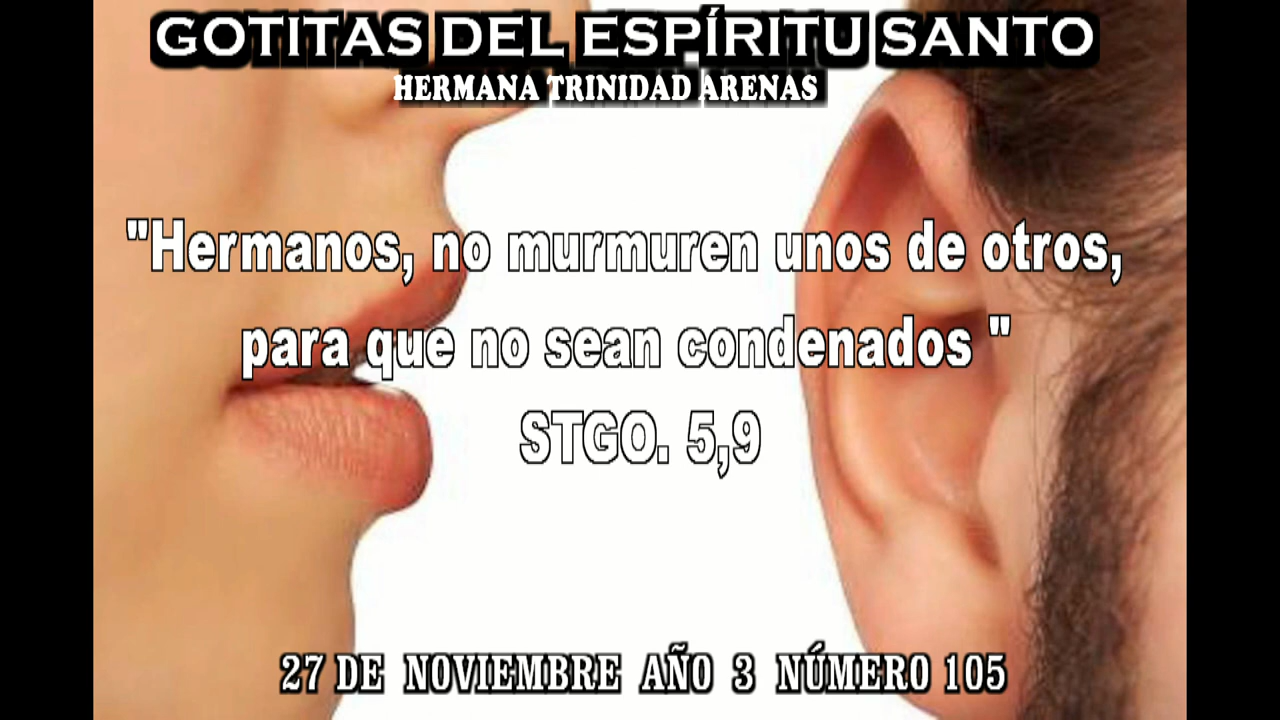 GOTITAS DEL ESPÍRITU SANTO
HERMANA TRINIDAD ARENAS
"Hermanos, no murmuren unos de otros,
para que no sean condenados "
STGO. 5,9
27 DE NOVIEMBRE AÑO 3 NÚMERO 105